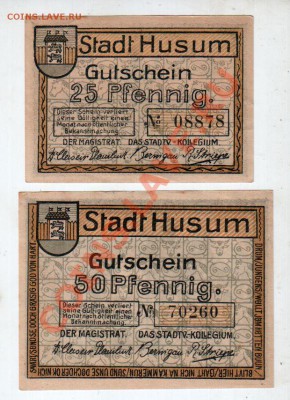 COINS.ЛАВЕ.RU
Stadt Husum
Gutschein
25 Pfennig.
Dieser Schein verliert
seine Gültigkeit einen
Monat nach öffentlicher
Bekanntmachung.
No 08878
DER MAGISTRAT. DAS STADTV.-KOLLEGIUM.
Stadt Husum
Gutschein
50 Pfennig.
Dieser Schein verliert
seine Gültigkeit einen
Monat nach öffentlicher
Bekanntmachung.
No 70260
DER MAGISTRAT. DAS STADTV.-KOLLEGIUM.